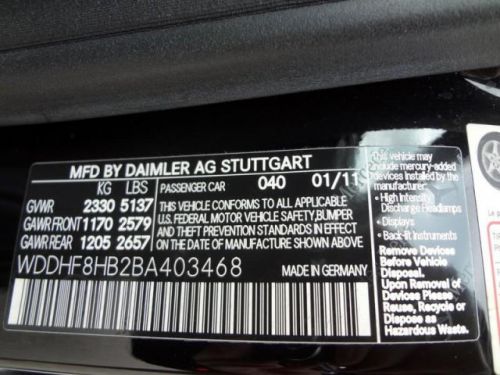 MFD BY DAIMLER AG STUTTGART
KG LBS
GVWR 2330 5137
GAWR FRONT 1170 2579
GAWR REAR 1205 2657
PASSENGER CAR 040 01/11
THIS VEHICLE CONFORMS TO ALL APPLICABLE
U.S. FEDERAL MOTOR VEHICLE SAFETY, BUMPER
AND THEFT PREVENTION STANDARDS IN EFFECT
ON THE DATE OF MANUFACTURE SHOWN ABOVE.
WDDHF8HB2BA403468 MADE IN GERMANY
This vehicle may include
mercury-added
devices installed by the
manufacturer:
• High Intensity
Discharge Headlamps
• Displays
• Back-lit Instruments
Remove Devices
Before Vehicle
Disposal.
Upon Removal of
Devices Please
Reuse, Recycle or
Dispose as
Hazardous Waste.